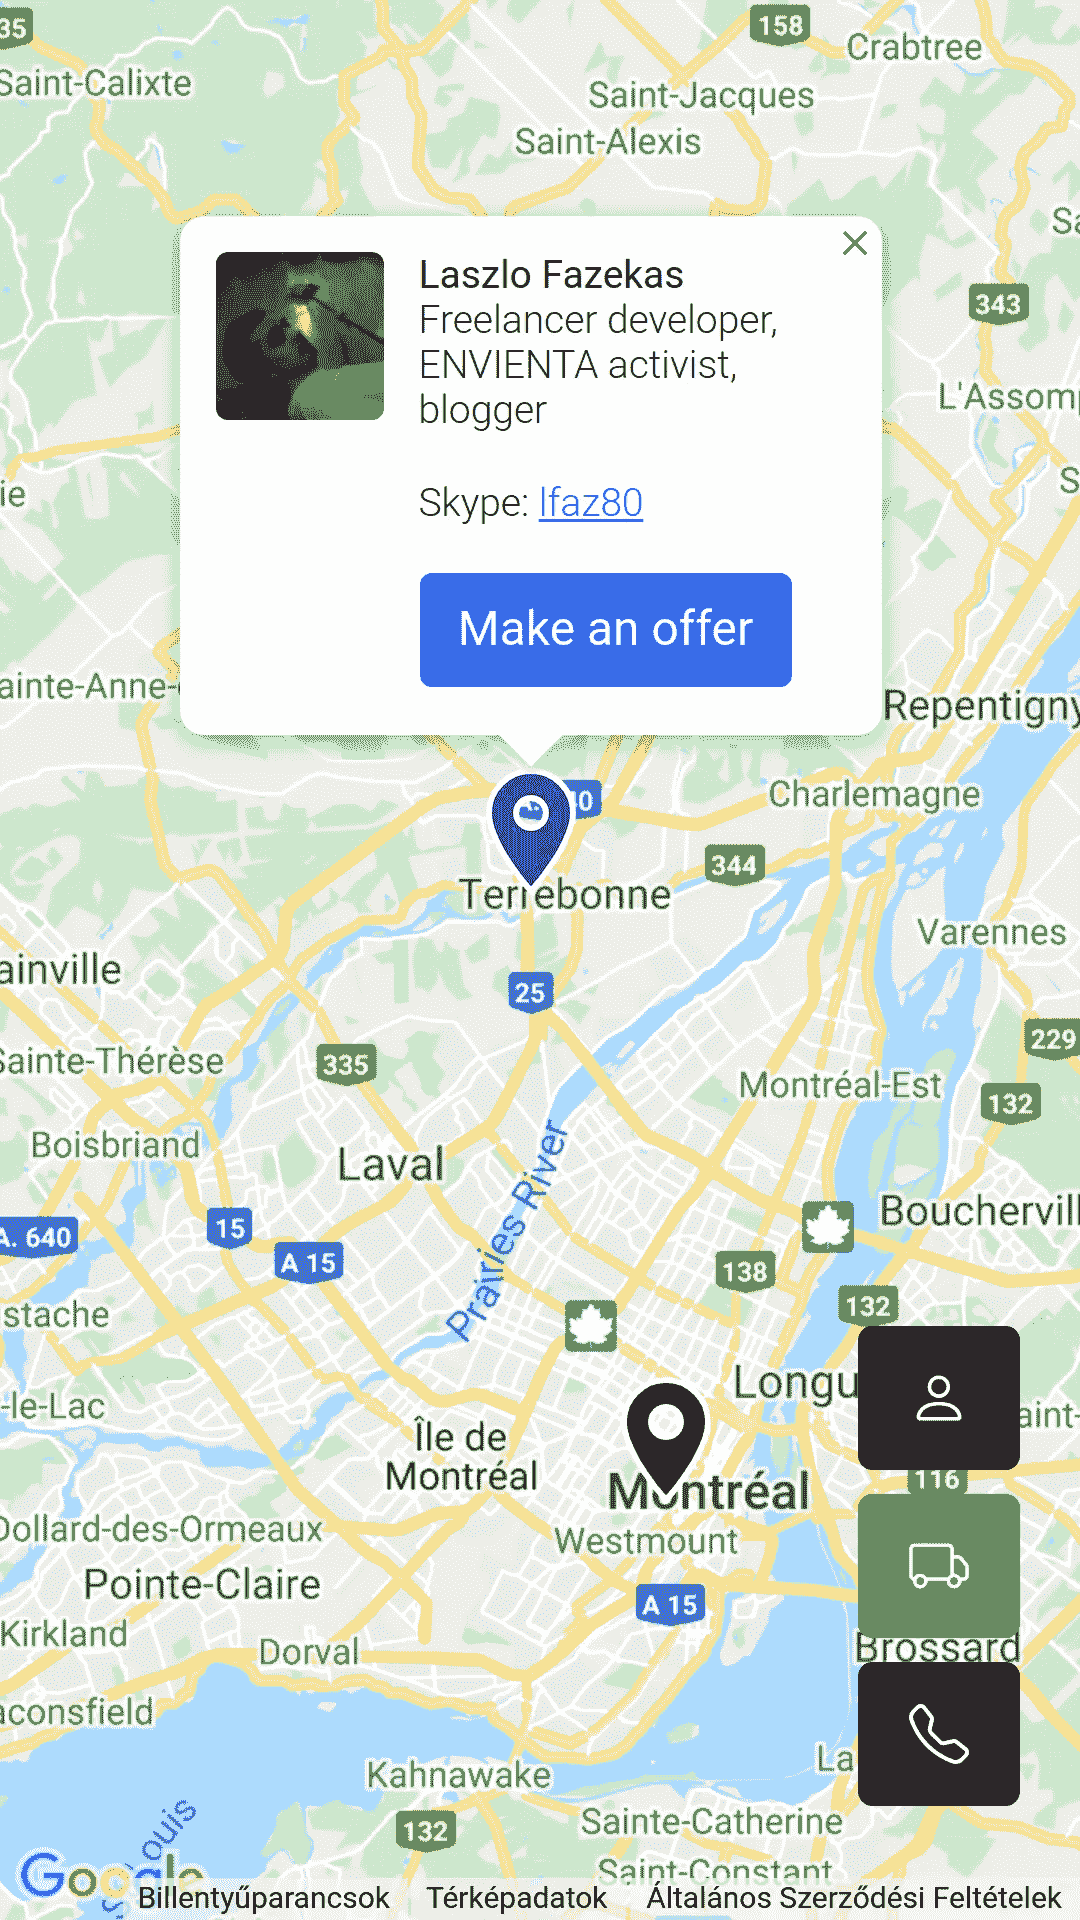 35
158
Crabtree
Saint-Calixte
Saint-Jacques
Saint-Alexis
343
L'Assomp
Laszlo Fazekas
Freelancer developer,
ENVIENTA activist,
blogger
Skype: lfaz80
Make an offer
ie
ainte-Anne-
Repentigny
Charlemagne
40
344
Terrebonne
Varennes
ainville
25
229
Sainte-Thérèse
335
Montréal-Est
132
Boisbriand
Laval
Prairies River
Bouchervill
A. 640
15
A 15
138
132
stache
Longu
-le-Lac
aint-
Île de
Montréal
116
Montréal
Dollard-des-Ormeaux
Westmount
Pointe-Claire
A 15
Kirkland
Dorval
Brossard
aconsfield
La
Kahnawake
132
Sainte-Catherine
Saint-Constant
ouis
Google
Billentyűparancsok Térképadatok Általános Szerződési Feltételek